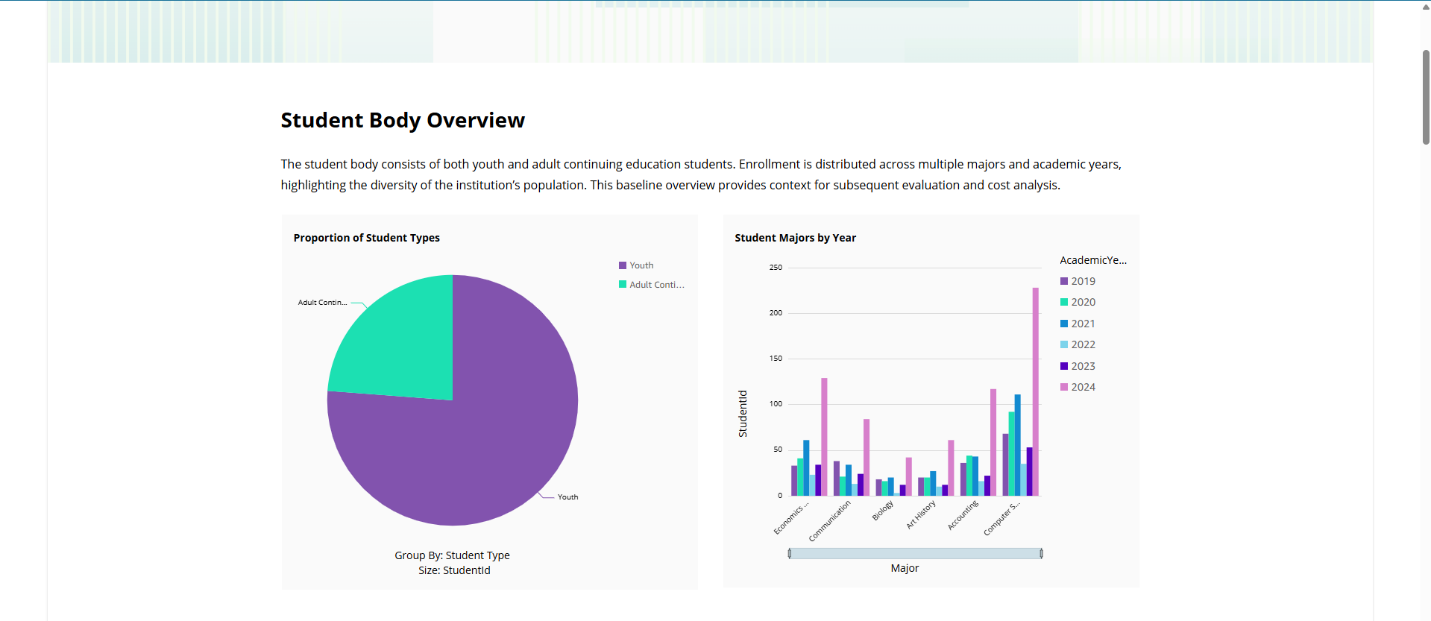 Student Body Overview
The student body consists of both youth and adult continuing education students. Enrollment is distributed across multiple majors and academic years,
highlighting the diversity of the institution's population. This baseline overview provides context for subsequent evaluation and cost analysis.
Proportion of Student Types
Youth
Adult Conti...
Adult Contin...
Youth
Group By: Student Type
Size: StudentId
Student Majors by Year
AcademicYe...
2019
2020
2021
2022
2023
2024
250
200
150
100
50
0
StudentId
Economics ...
Communication
Biology
Art History
Accounting
Computer S...
Major